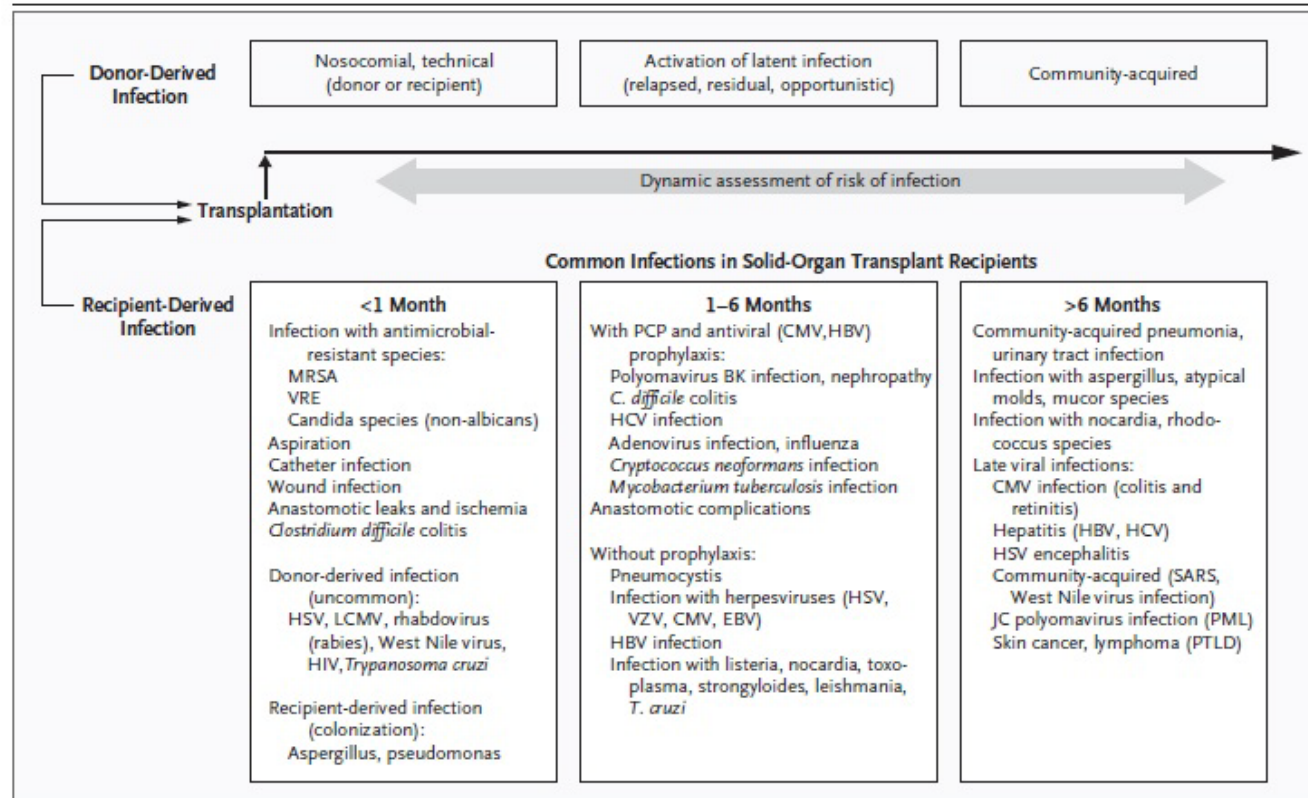 Donor-Derived
Infection
Nosocomial, technical
(donor or recipient)
Activation of latent infection
(relapsed, residual, opportunistic)
Community-acquired
Dynamic assessment of risk of infection
Transplantation
Common Infections in Solid-Organ Transplant Recipients
Recipient-Derived
Infection
<1 Month
Infection with antimicrobial-
resistant species:
MRSA
VRE
Candida species (non-albicans)
Aspiration
Catheter infection
Wound infection
Anastomotic leaks and ischemia
Clostridium difficile colitis
Donor-derived infection
(uncommon):
HSV, LCMV, rhabdovirus
(rabies), West Nile virus,
HIV, Trypanosoma cruzi
Recipient-derived infection
(colonization):
Aspergillus, pseudomonas
1–6 Months
With PCP and antiviral (CMV,HBV)
prophylaxis:
Polyomavirus BK infection, nephropathy
C. difficile colitis
HCV infection
Adenovirus infection, influenza
Cryptococcus neoformans infection
Mycobacterium tuberculosis infection
Anastomotic complications
Without prophylaxis:
Pneumocystis
Infection with herpesviruses (HSV,
VZV, CMV, EBV)
HBV infection
Infection with listeria, nocardia, toxo-
plasma, strongyloides, leishmania,
T. cruzi
>6 Months
Community-acquired pneumonia,
urinary tract infection
Infection with aspergillus, atypical
molds, mucor species
Infection with nocardia, rhodo-
coccus species
Late viral infections:
CMV infection (colitis and
retinitis)
Hepatitis (HBV, HCV)
HSV encephalitis
Community-acquired (SARS,
West Nile virus infection)
JC polyomavirus infection (PML)
Skin cancer, lymphoma (PTLD)